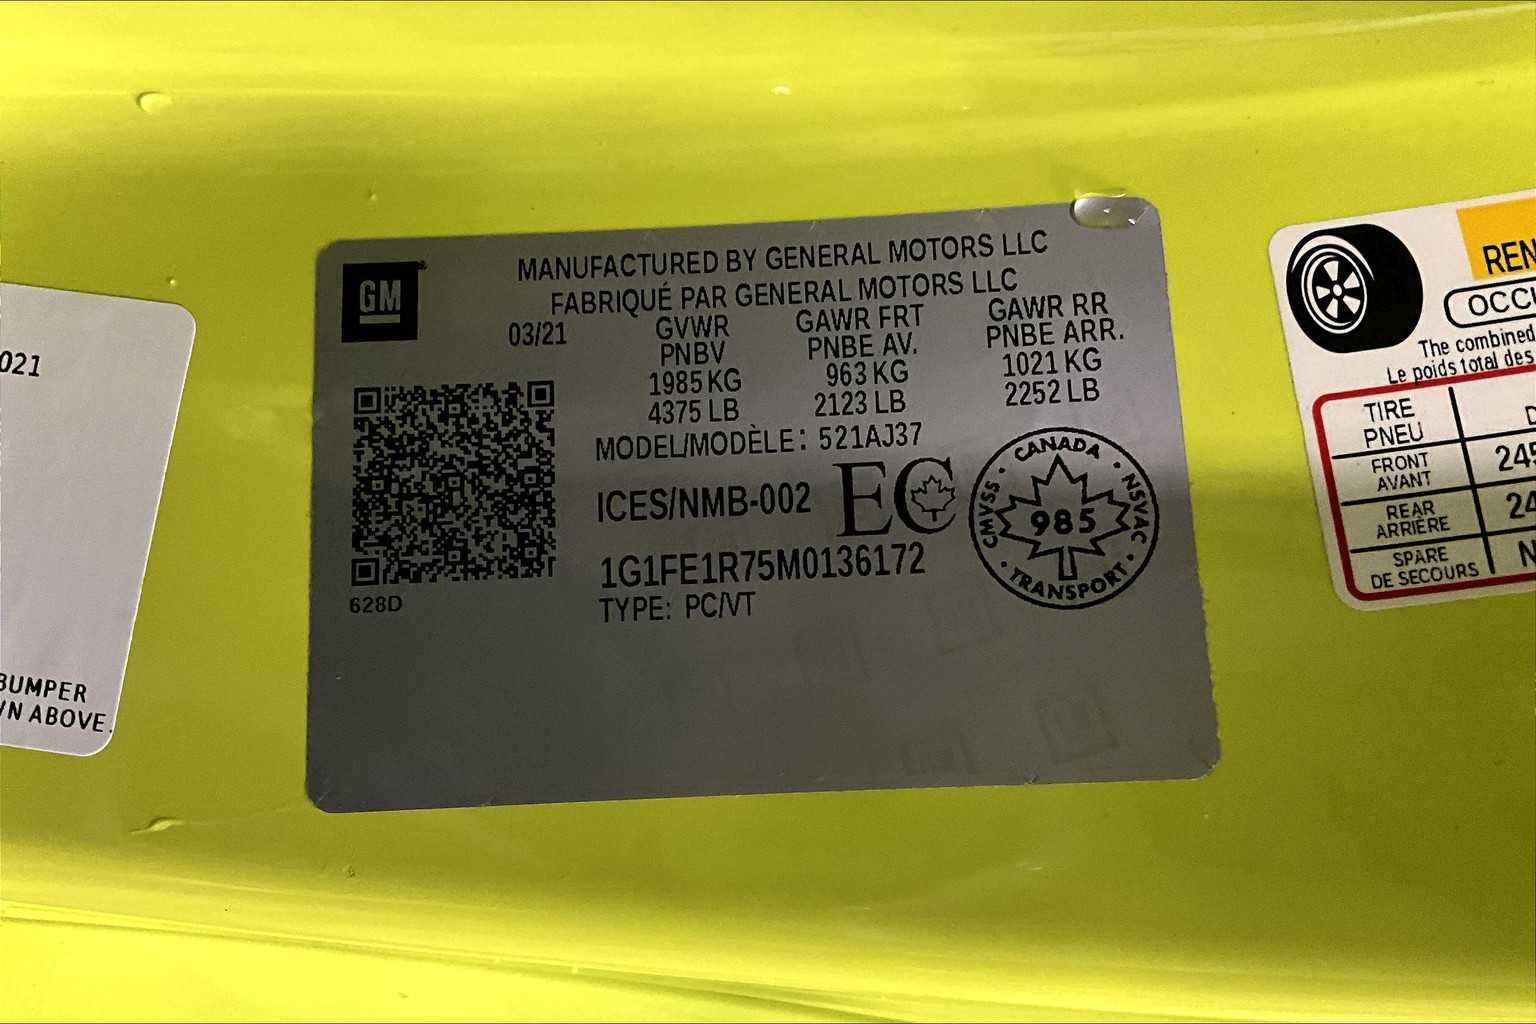 021
BUMPER
N ABOVE.
GM
MANUFACTURED BY GENERAL MOTORS LLC
FABRIQUÉ PAR GENERAL MOTORS LLC
03/21 GVWR GAWR FRT GAWR RR
PNBV PNBE AV. PNBE ARR.
1985 KG 963 KG 1021 KG
4375 LB 2123 LB 2252 LB
MODEL/MODÈLE: 521AJ37
ICES/NMB-002 EC
1G1FE1R75M0136172
TYPE: PC/VT
628D
CANADA
CMVSS 985 NSVAC
TRANSPORT
REN
OCCU
The combined
Le poids total des
TIRE
PNEU D
FRONT
AVANT 245
REAR
ARRIÈRE 24
SPARE
DE SECOURS N